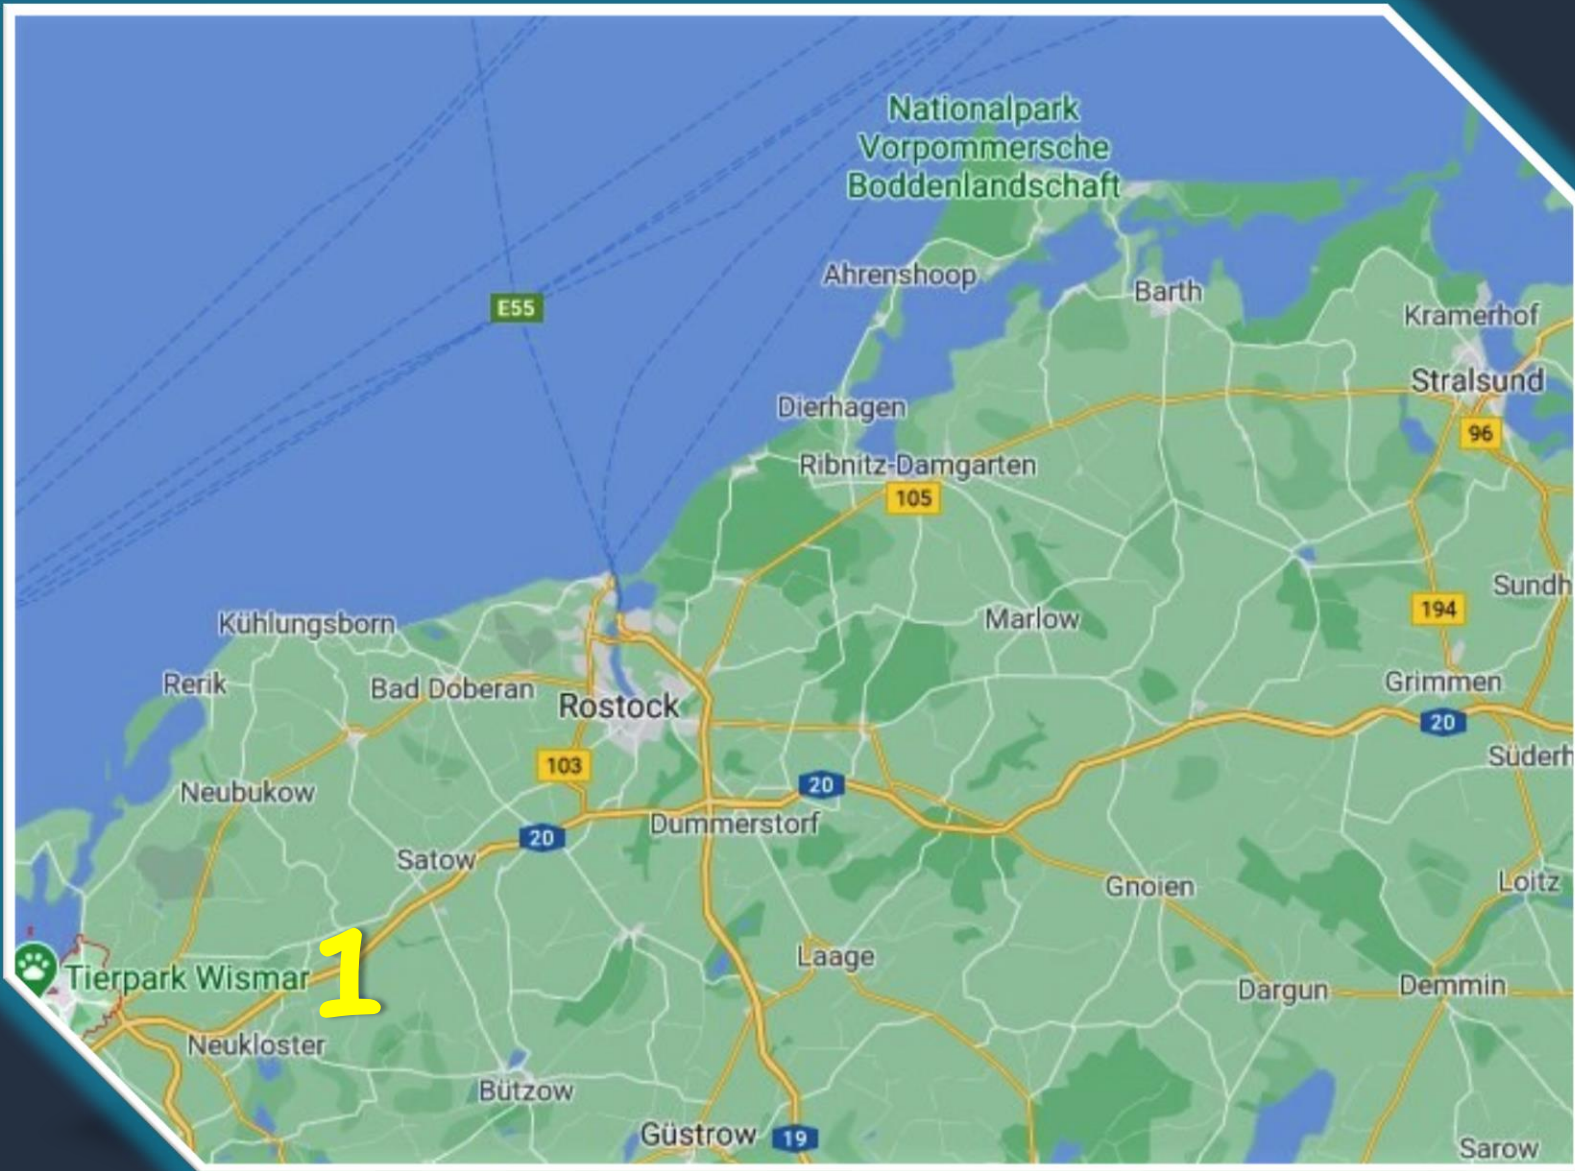 Nationalpark
Vorpommersche
Boddenlandschaft
Ahrenshoop
Barth
E55
Kramerhof
Stralsund
Dierhagen
96
Ribnitz-Damgarten
105
Sundh
194
Marlow
Kühlungsborn
Rerik
Bad Doberan
Grimmen
Rostock
20
Süderh
103
20
Neubukow
Dummerstorf
20
Satow
Loitz
Gnoien
Laage
Tierpark Wismar
1
Demmin
Dargun
Neukloster
Bützow
Güstrow
19
Sarow